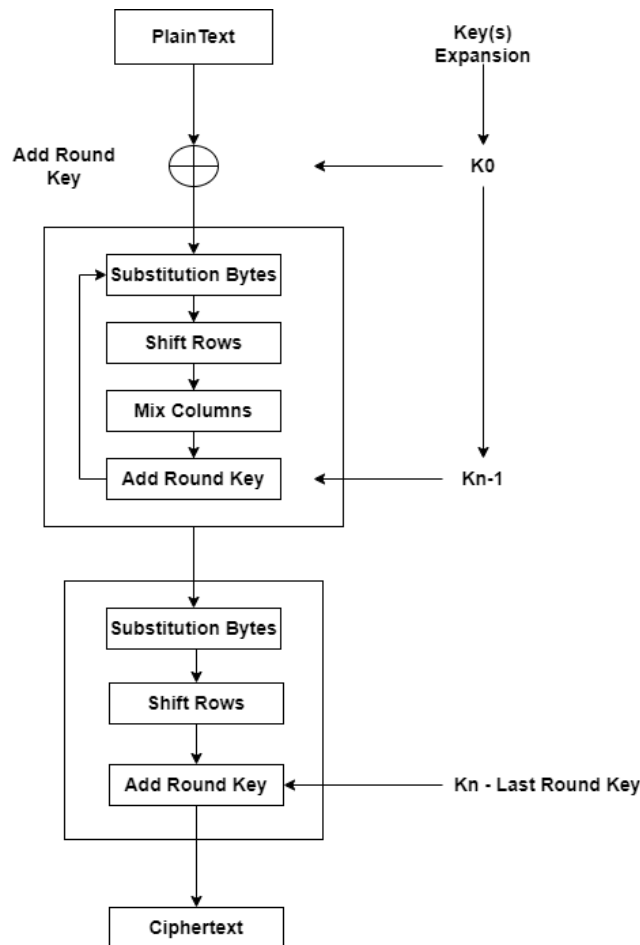 PlainText
Key(s)
Expansion
Add Round
Key
K0
Substitution Bytes
Shift Rows
Mix Columns
Add Round Key
Kn-1
Substitution Bytes
Shift Rows
Add Round Key
Kn - Last Round Key
Ciphertext